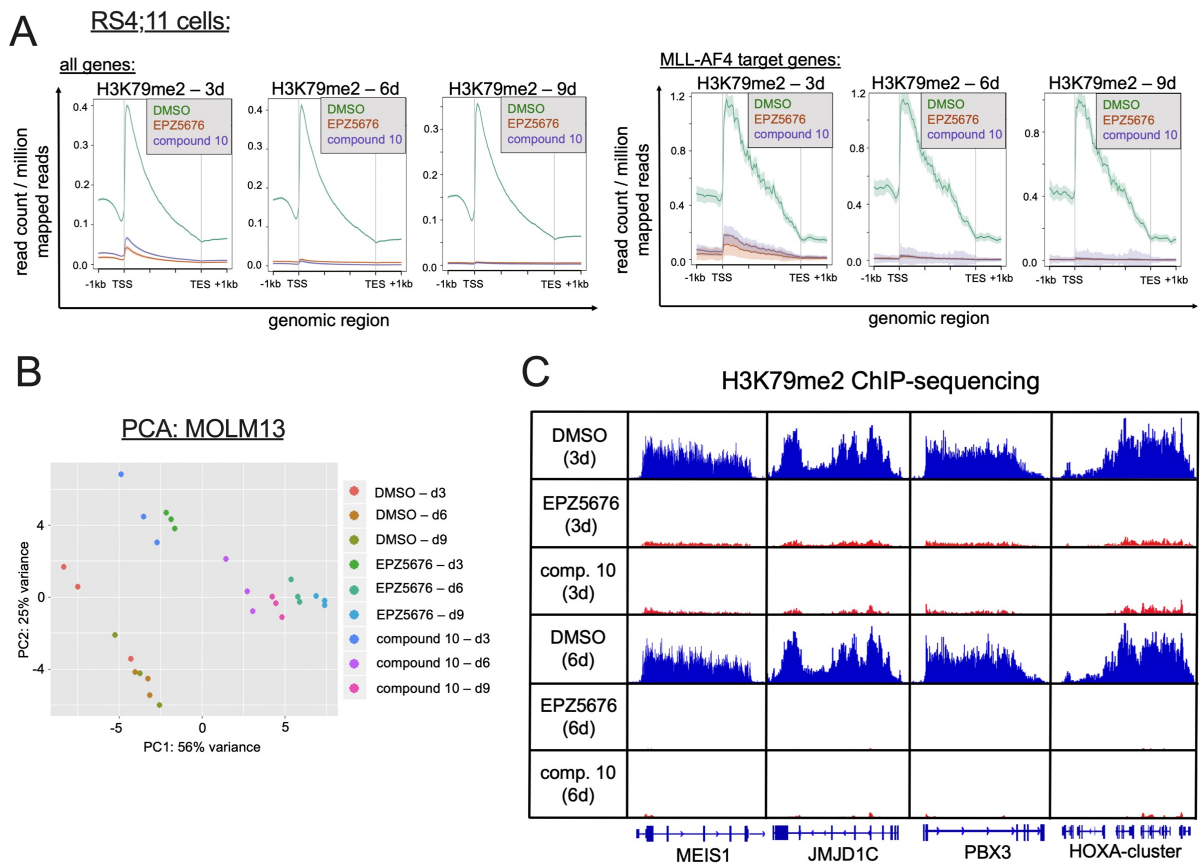 A
RS4;11 cells:
all genes:
H3K79me2 – 3d
H3K79me2 – 6d
H3K79me2 – 9d
DMSO
EPZ5676
compound 10
DMSO
EPZ5676
compound 10
DMSO
EPZ5676
compound 10
read count / million
mapped reads
0.4
0.3
0.2
0.1
0.0
0.4
0.3
0.2
0.1
0.0
0.3
0.2
0.1
0.0
-1kb TSS TES +1kb
-1kb TSS TES +1kb
-1kb TSS TES +1kb
genomic region
MLL-AF4 target genes:
H3K79me2 – 3d
H3K79me2 – 6d
H3K79me2 – 9d
DMSO
EPZ5676
compound 10
DMSO
EPZ5676
compound 10
DMSO
EPZ5676
compound 10
read count / million
mapped reads
1.2
0.8
0.4
0.0
1.2
0.8
0.4
0.0
0.8
0.4
0.0
-1kb TSS TES +1kb
-1kb TSS TES +1kb
-1kb TSS TES +1kb
genomic region
B
PCA: MOLM13
PC2: 25% variance
4
0
-4
-5 0 5
PC1: 56% variance
DMSO – d3
DMSO – d6
DMSO – d9
EPZ5676 – d3
EPZ5676 – d6
EPZ5676 – d9
compound 10 – d3
compound 10 – d6
compound 10 – d9
C
H3K79me2 ChIP-sequencing
DMSO
(3d)
EPZ5676
(3d)
comp. 10
(3d)
DMSO
(6d)
EPZ5676
(6d)
comp. 10
(6d)
MEIS1 JMJD1C PBX3 HOXA-cluster